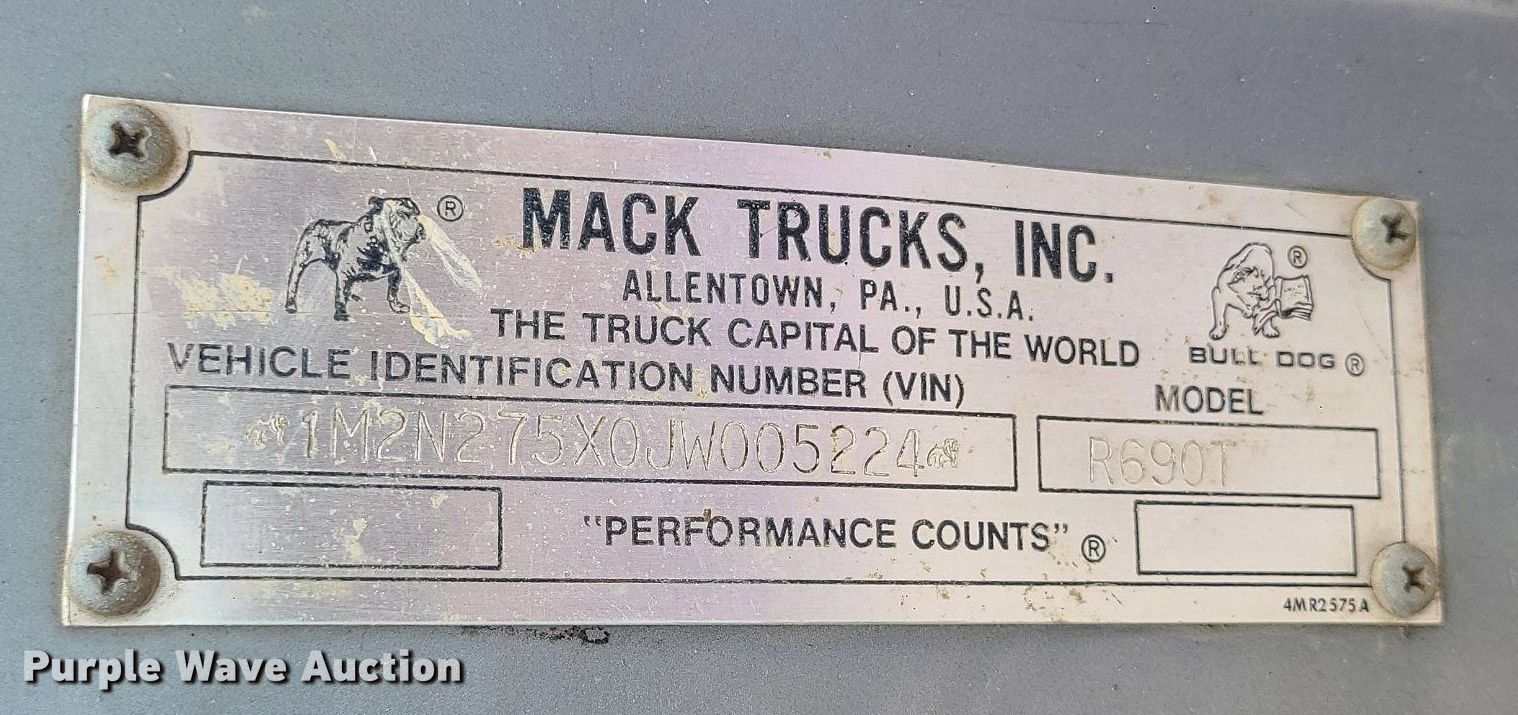 ®
MACK TRUCKS, INC.
ALLENTOWN, PA., U.S.A.
THE TRUCK CAPITAL OF THE WORLD
®
BULL DOG ®
VEHICLE IDENTIFICATION NUMBER (VIN)
MODEL
1M2N275X0JW005224
R690T
"PERFORMANCE COUNTS" ®
4MR2575A
Purple Wave Auction